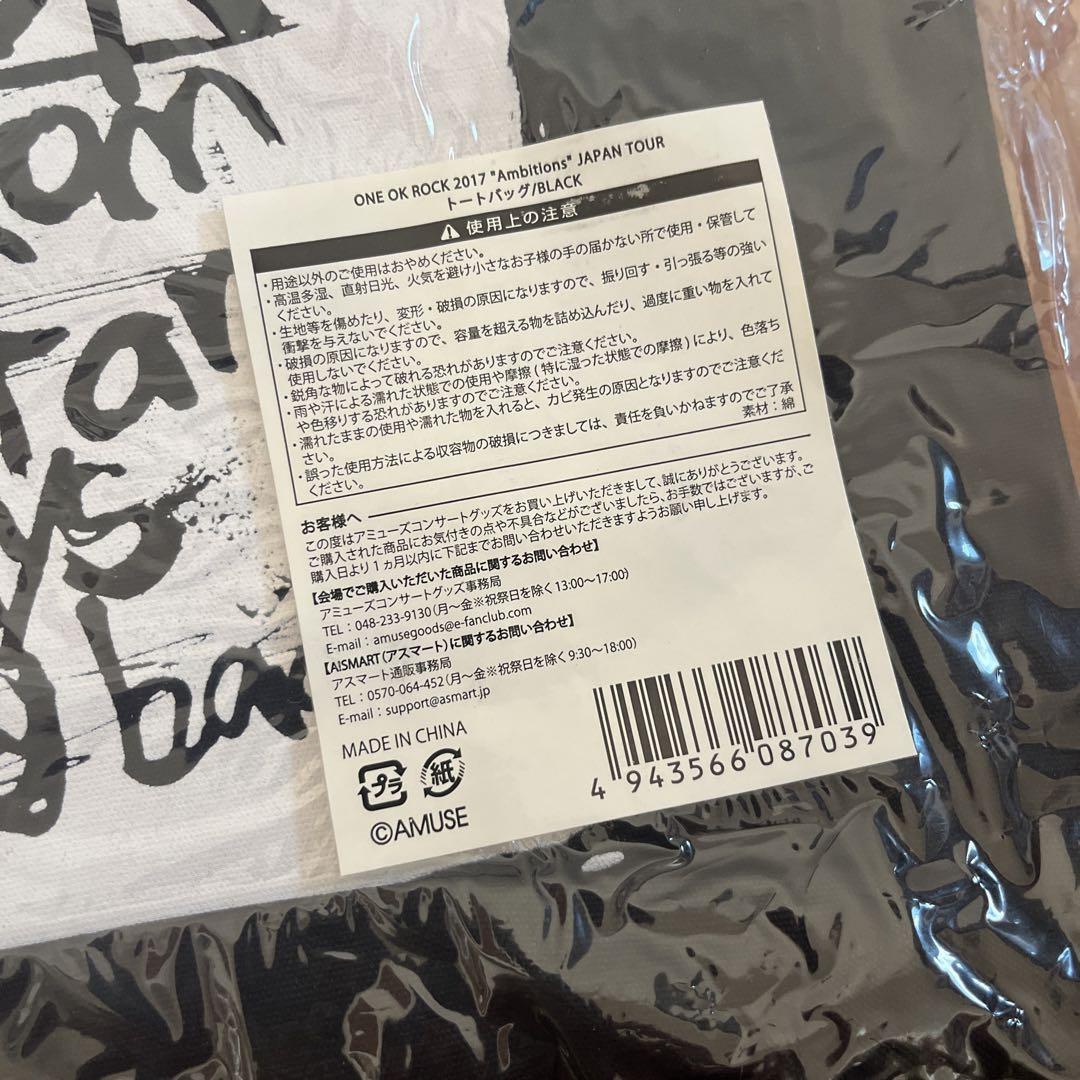 ONE OK ROCK 2017 "Ambitions" JAPAN TOUR
トートバッグ/BLACK
使用上の注意
・用途以外のご使用はおやめください。
・高温多湿、直射日光、火気を避け小さなお子様の手の届かない所で使用・保管して
ください。
・生地等を傷めたり、変形・破損の原因になりますので、振り回す・引っ張る等の強い
衝撃を与えないでください。
・破損の原因になりますので、容量を超える物を詰め込んだり、過度に重い物を入れて
使用しないでください。
・鋭角な物によって破れる恐れがありますのでご注意ください。
・雨や汗による濡れた状態での使用や摩擦(特に湿った状態での摩擦)により、色落ち
や色移りする恐れがありますのでご注意ください。
・濡れたままの使用や濡れた物を入れると、カビ発生の原因となりますのでご注意くだ
さい。
・誤った使用方法による収容物の破損につきましては、責任を負いかねますのでご了承
ください。
素材：綿
お客様へ
この度はアミューズコンサートグッズをお買い上げいただきまして、誠にありがとうございます。
ご購入された商品にお気付きの点や不具合などがございましたら、お手数ではございますが、ご
購入日より1ヵ月以内に下記までお問い合わせいただきますようお願い申し上げます。
【会場でご購入いただいた商品に関するお問い合わせ】
アミューズコンサートグッズ事務局
TEL：048-233-9130（月～金※祝祭日を除く 13:00～17:00）
E-mail：amusegoods@e-fanclub.com
【A!SMART（アスマート）に関するお問い合わせ】
アスマート通販事務局
TEL：0570-064-452（月～金※祝祭日を除く 9:30～18:00）
E-mail：support@asmart.jp
MADE IN CHINA
プラ
紙
©AMUSE
4 943566 087039